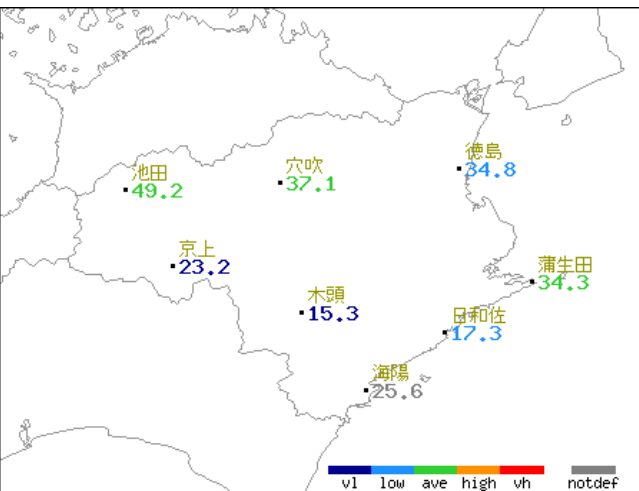 徳島
34.8
穴吹
37.1
池田
49.2
京上
23.2
蒲生田
34.3
木頭
15.3
日和佐
17.3
海陽
25.6
vl low ave high vh notdef